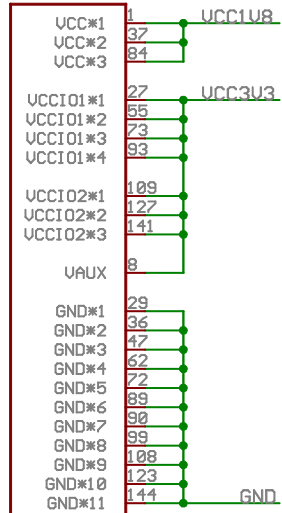 VCC*1 1 VCC1V8
VCC*2 37
VCC*3 84
VCCIO1*1 27 VCC3V3
VCCIO1*2 55
VCCIO1*3 73
VCCIO1*4 93
VCCIO2*1 109
VCCIO2*2 127
VCCIO2*3 141
VAUX 8
GND*1 29
GND*2 36
GND*3 47
GND*4 62
GND*5 72
GND*6 89
GND*7 90
GND*8 99
GND*9 108
GND*10 123
GND*11 144 GND